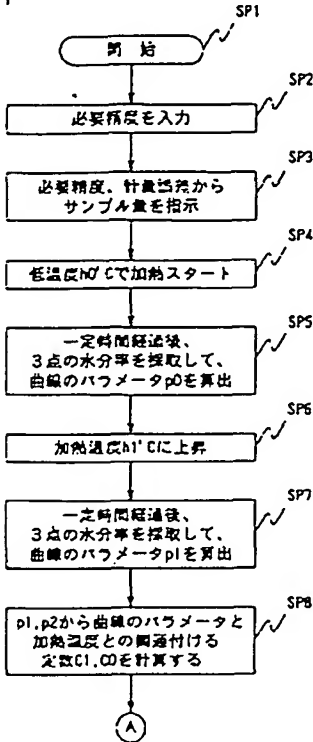 SP1
開 始
SP2
必要精度を入力
SP3
必要精度、計量誤差から
サンプル量を指示
SP4
低温度h0°Cで加熱スタート
SP5
一定時間経過後、
3点の水分率を採取して、
曲線のパラメータp0を算出
SP6
加熱温度h1°Cに上昇
SP7
一定時間経過後、
3点の水分率を採取して、
曲線のパラメータp1を算出
SP8
p1,p2から曲線のパラメータと
加熱温度との関連付ける
定数C1,C0を計算する
A